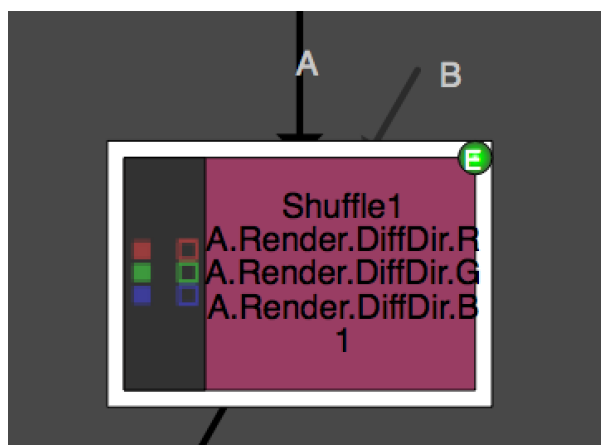 A
B
E
Shuffle1
A.Render.DiffDir.R
A.Render.DiffDir.G
A.Render.DiffDir.B
1